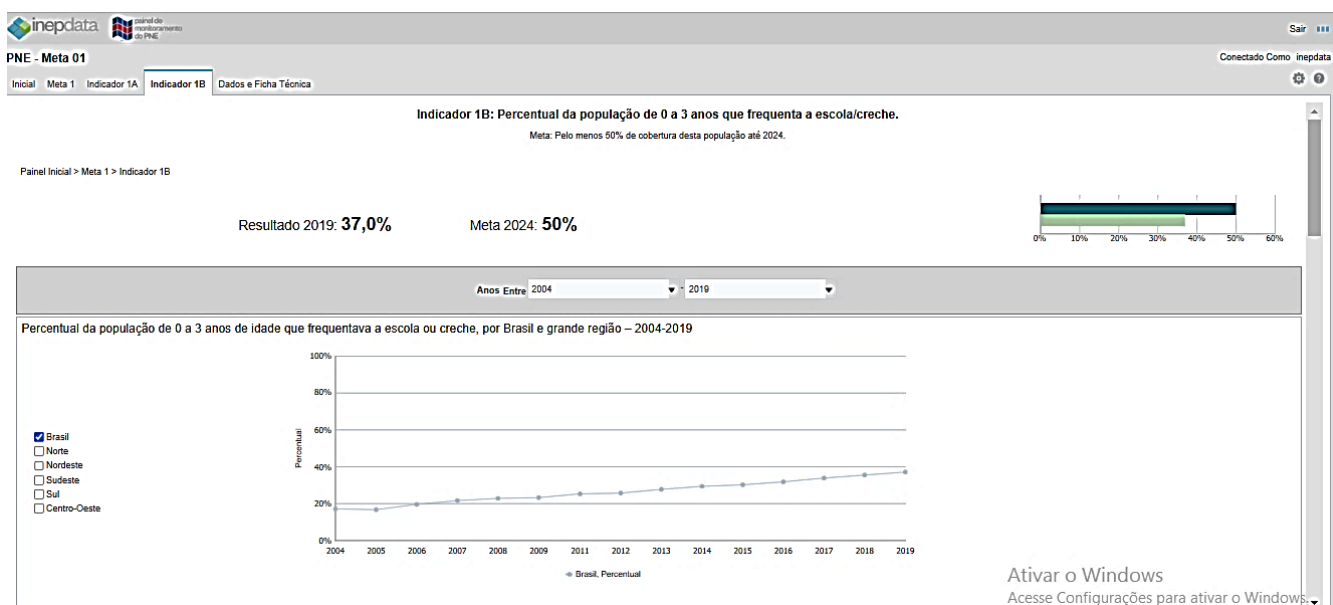 inepdata painel de monitoramento do PNE
Sair
PNE - Meta 01
Conectado Como inepdata
Inicial Meta 1 Indicador 1A Indicador 1B Dados e Ficha Técnica
Indicador 1B: Percentual da população de 0 a 3 anos que frequenta a escola/creche.
Meta: Pelo menos 50% de cobertura desta população até 2024.
Painel Inicial > Meta 1 > Indicador 1B
Resultado 2019: 37,0% Meta 2024: 50%
0% 10% 20% 30% 40% 50% 60%
Anos Entre 2004 - 2019
Percentual da população de 0 a 3 anos de idade que frequentava a escola ou creche, por Brasil e grande região – 2004-2019
100%
80%
60%
40%
20%
0%
Percentual
Brasil
Norte
Nordeste
Sudeste
Sul
Centro-Oeste
2004 2005 2006 2007 2008 2009 2011 2012 2013 2014 2015 2016 2017 2018 2019
Brasil, Percentual
Ativar o Windows
Acesse Configurações para ativar o Windows.